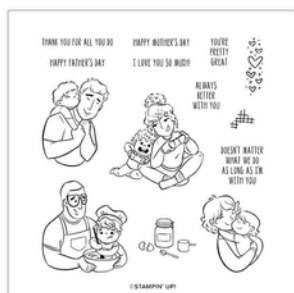 THANK YOU FOR ALL YOU DO
HAPPY FATHER'S DAY
HAPPY MOTHER'S DAY
I LOVE YOU SO MUCH!
YOU'RE
PRETTY
GREAT
ALWAYS
BETTER
WITH YOU
DOESN'T MATTER
WHAT WE DO
AS LONG AS I'M
WITH YOU
©STAMPIN' UP!